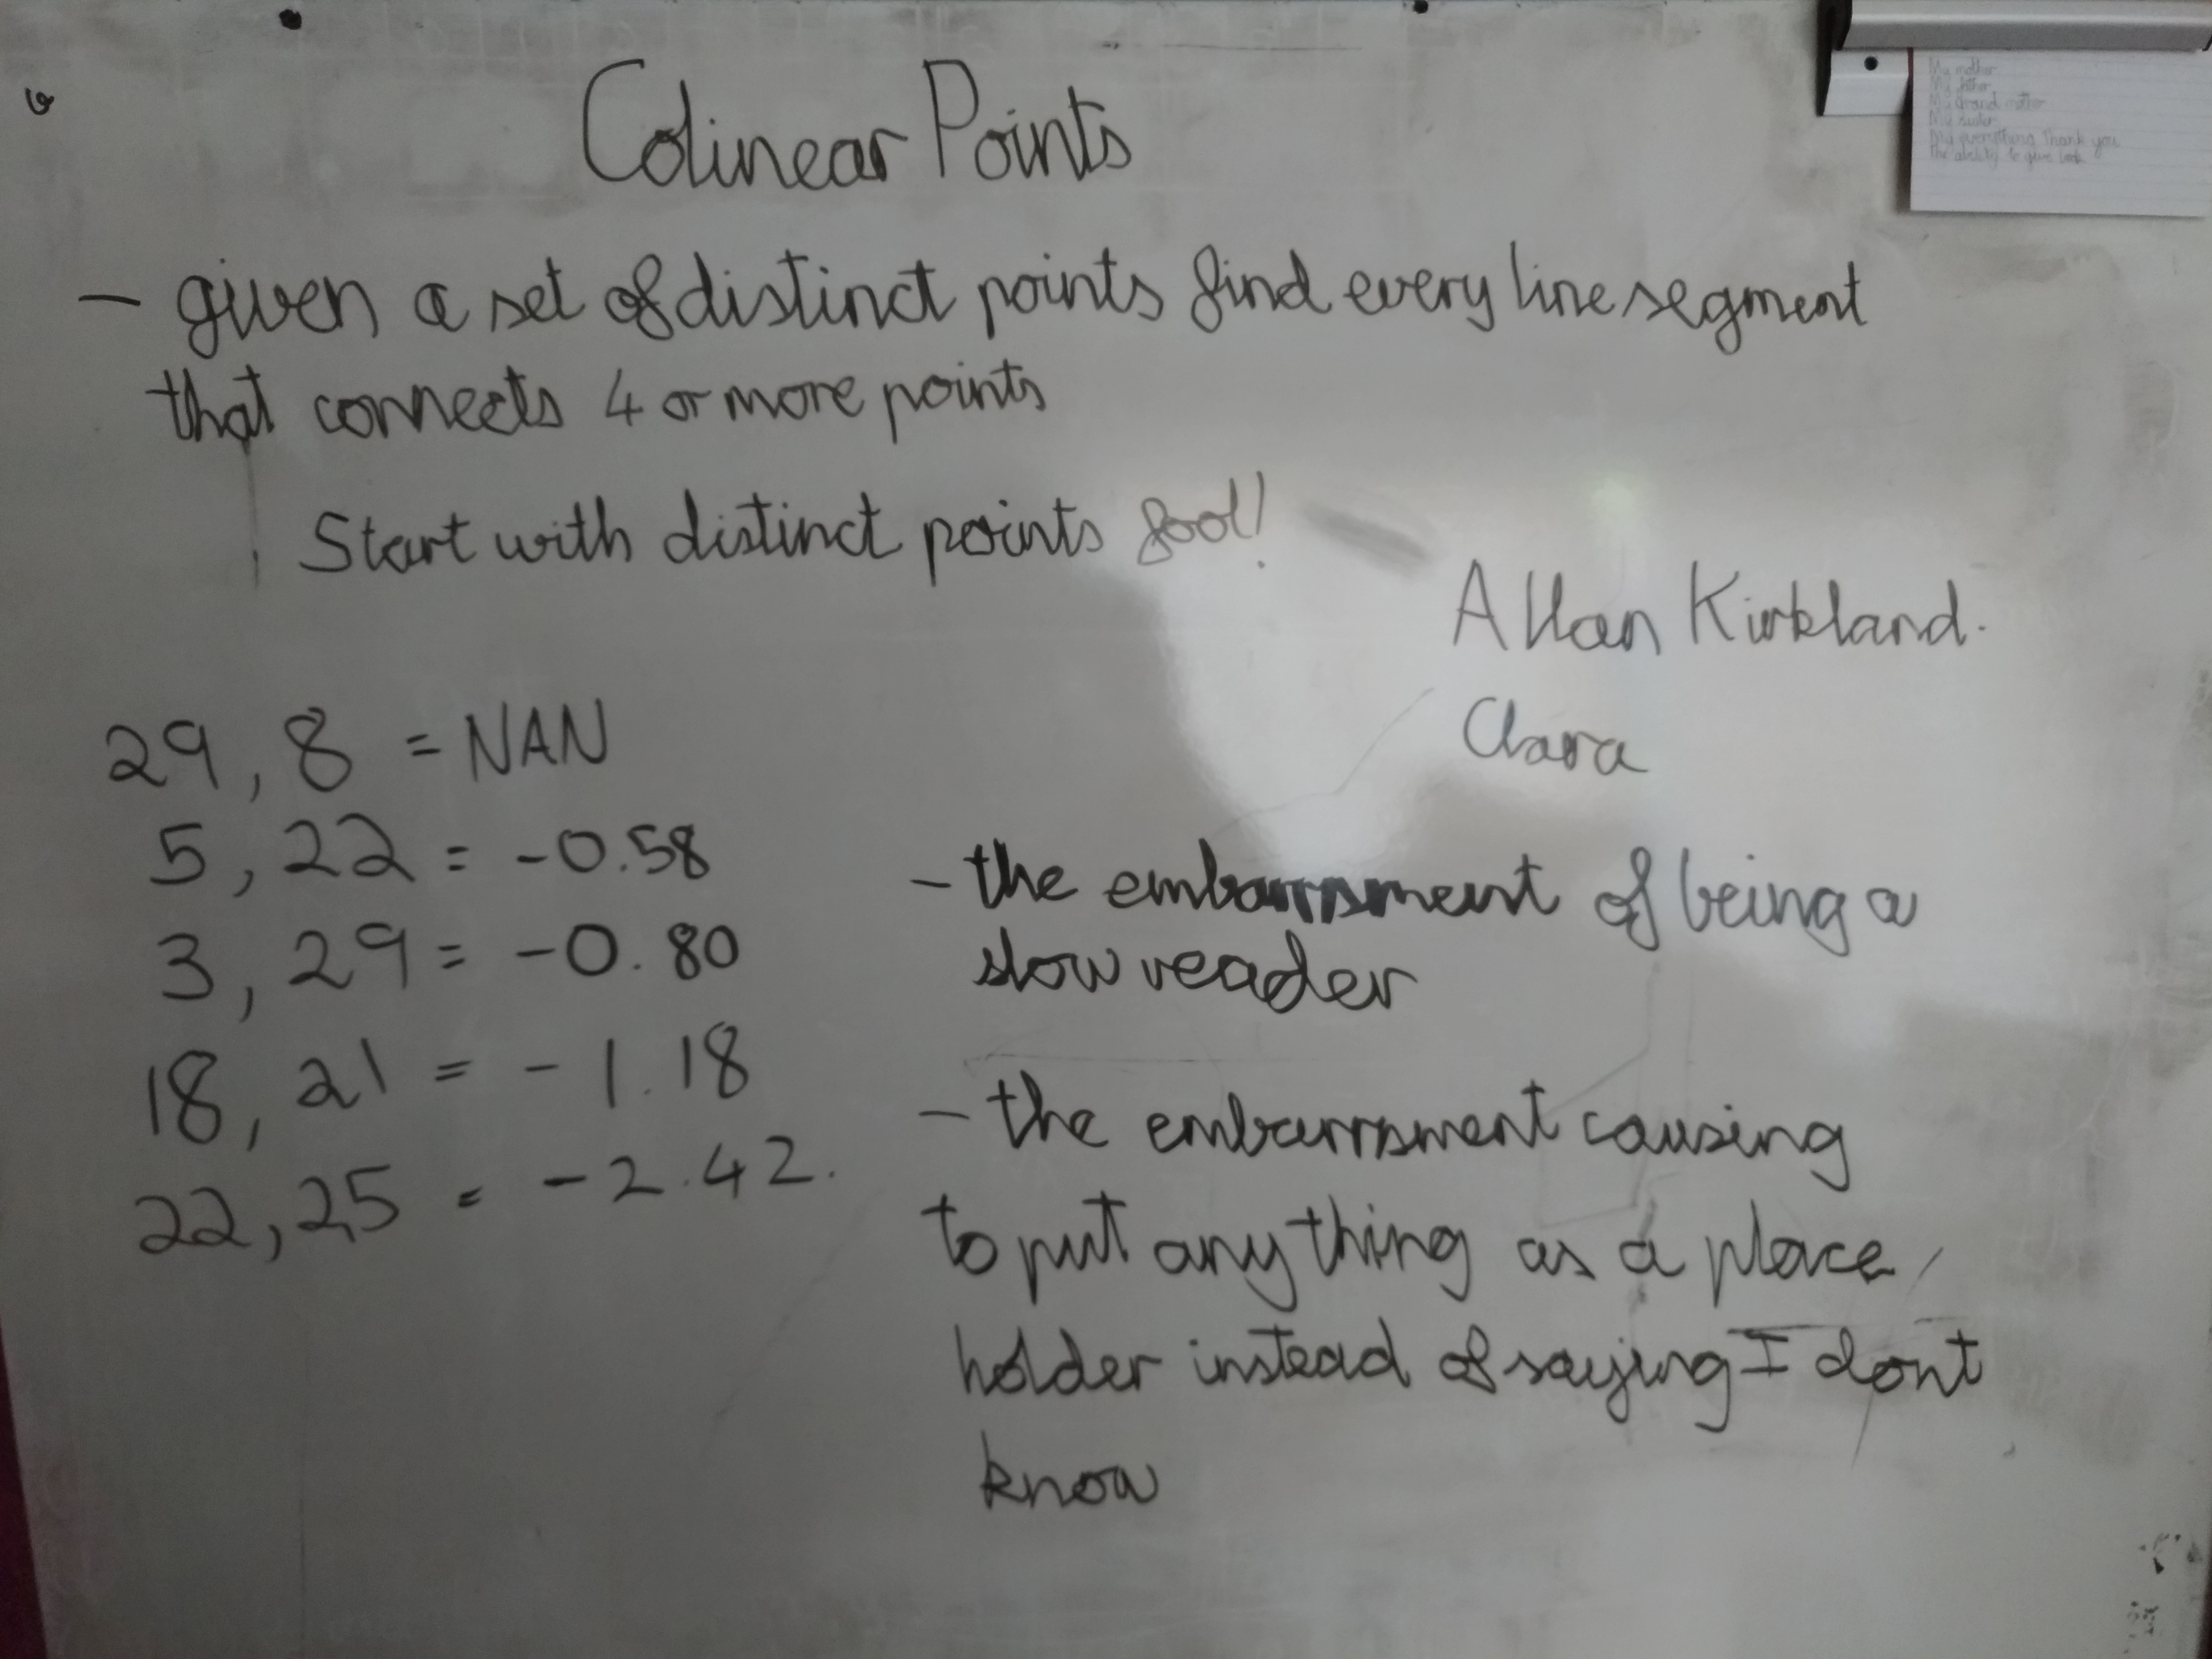 Colinear Points
My mother
My father
My Grand mother
My sister
My everything Thank you
The ability to give
- given a set of distinct points find every line segment
that connects 4 or more points
Start with distinct points fool!
Allan Kirkland.
Clara
29, 8 = NAN
5, 22 = -0.58
3, 29 = -0.80
18, 21 = -1.18
22, 25 = -2.42.
- the embarrsment of being a
slow reader
- the embarrsment causing
to put any thing as a place
holder instead of saying I dont
know